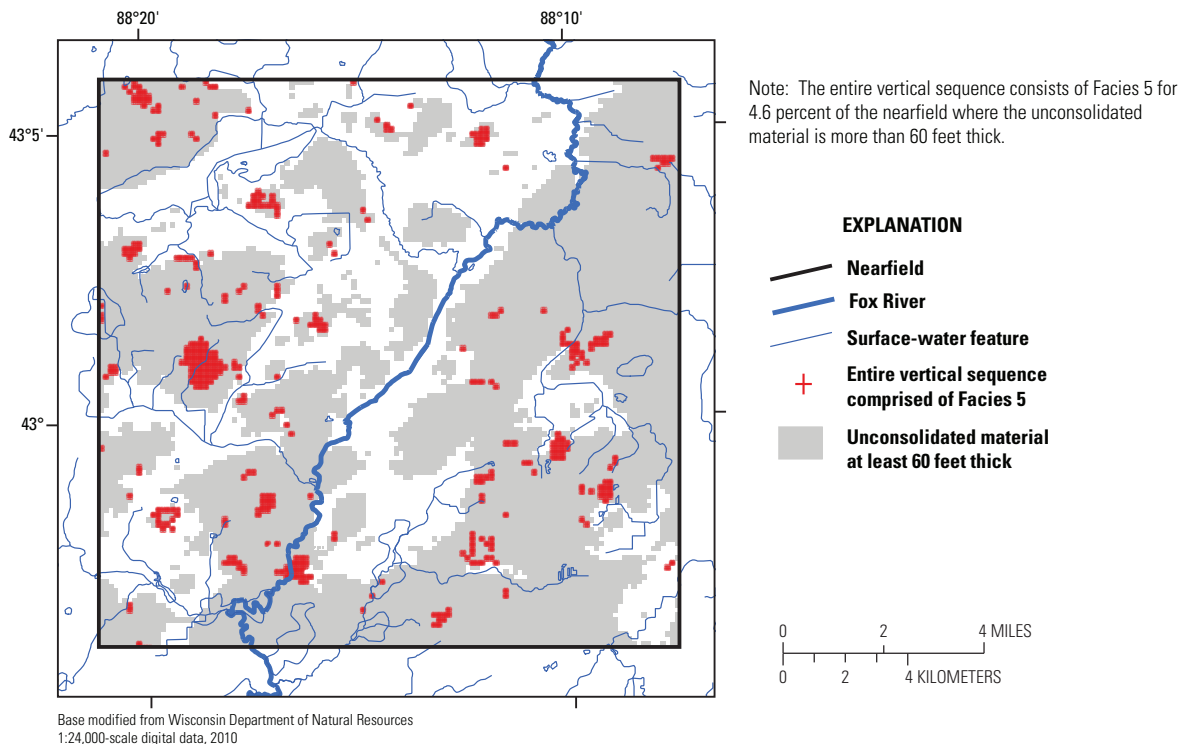 88°20'
88°10'
43°5'
43°
Note:  The entire vertical sequence consists of Facies 5 for
4.6 percent of the nearfield where the unconsolidated
material is more than 60 feet thick.
EXPLANATION
Nearfield
Fox River
Surface-water feature
Entire vertical sequence
comprised of Facies 5
Unconsolidated material
at least 60 feet thick
0 2 4 MILES
0 2 4 KILOMETERS
Base modified from Wisconsin Department of Natural Resources
1:24,000-scale digital data, 2010